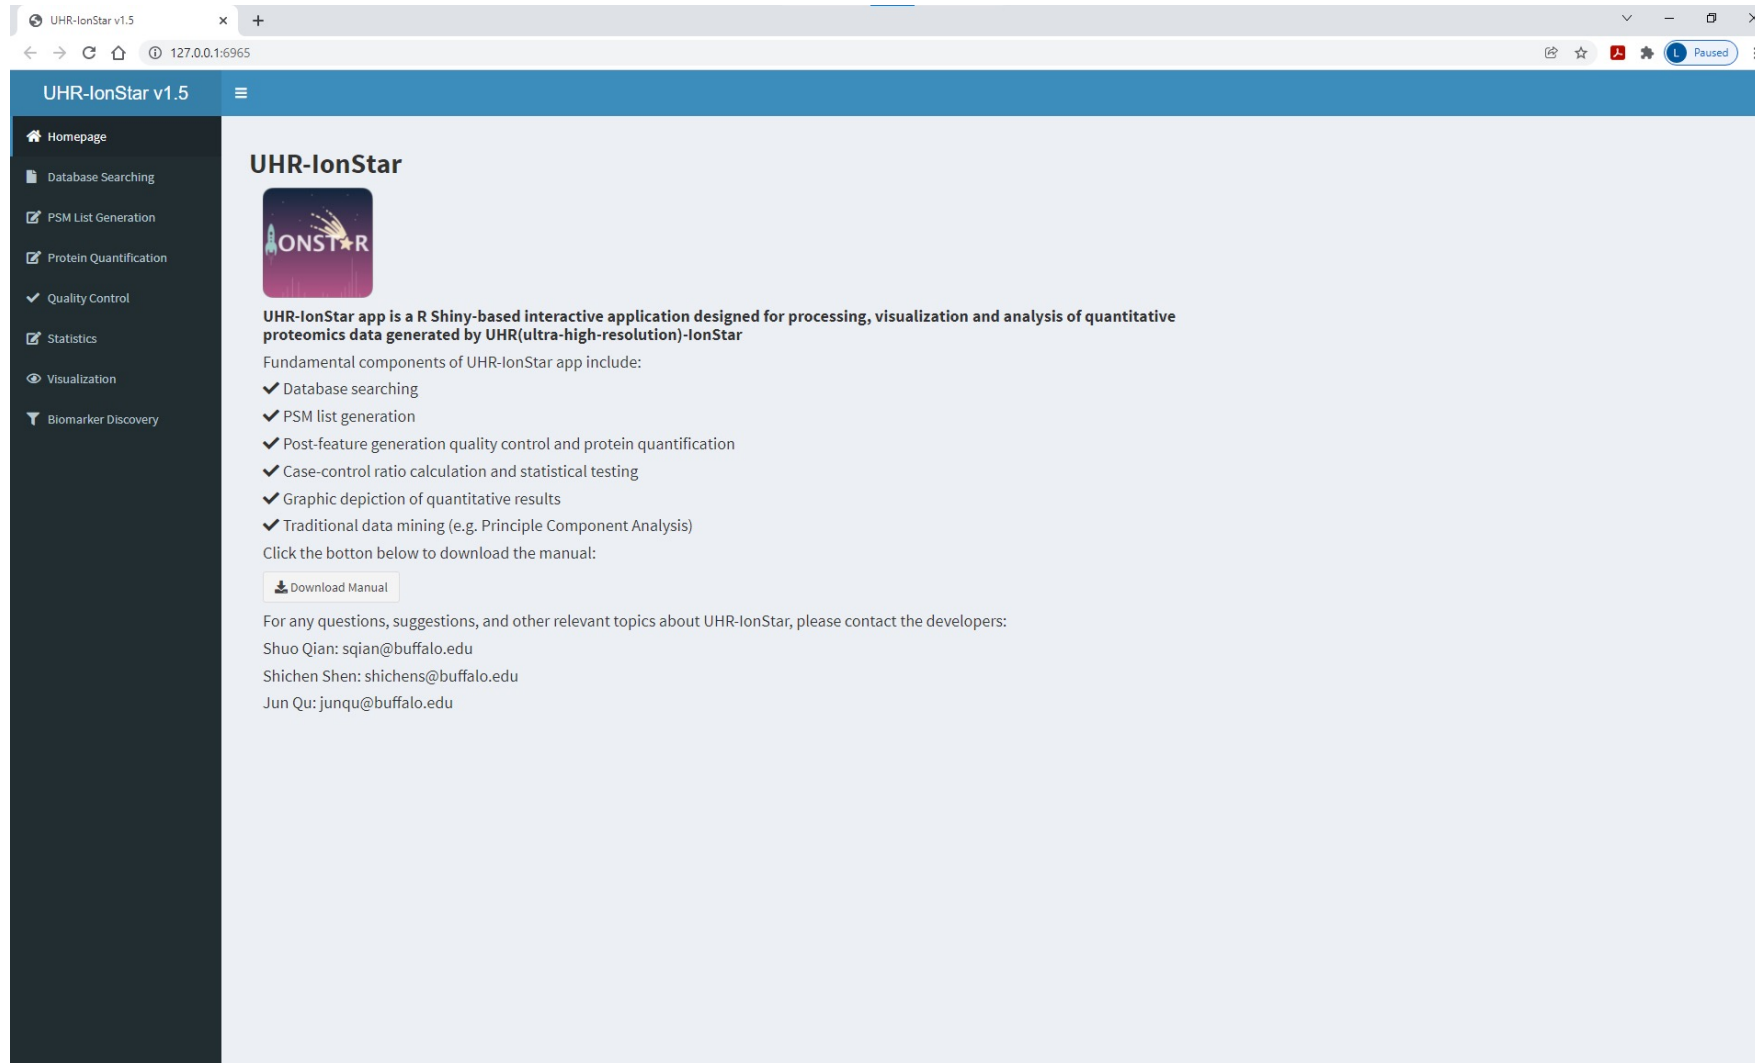 UHR-IonStar v1.5
127.0.0.1:6965
L Paused
UHR-IonStar v1.5
Homepage
Database Searching
PSM List Generation
Protein Quantification
Quality Control
Statistics
Visualization
Biomarker Discovery
UHR-IonStar
IONSTAR
UHR-IonStar app is a R Shiny-based interactive application designed for processing, visualization and analysis of quantitative
proteomics data generated by UHR(ultra-high-resolution)-IonStar
Fundamental components of UHR-IonStar app include:
Database searching
PSM list generation
Post-feature generation quality control and protein quantification
Case-control ratio calculation and statistical testing
Graphic depiction of quantitative results
Traditional data mining (e.g. Principle Component Analysis)
Click the botton below to download the manual:
Download Manual
For any questions, suggestions, and other relevant topics about UHR-IonStar, please contact the developers:
Shuo Qian: sqian@buffalo.edu
Shichen Shen: shichens@buffalo.edu
Jun Qu: junqu@buffalo.edu